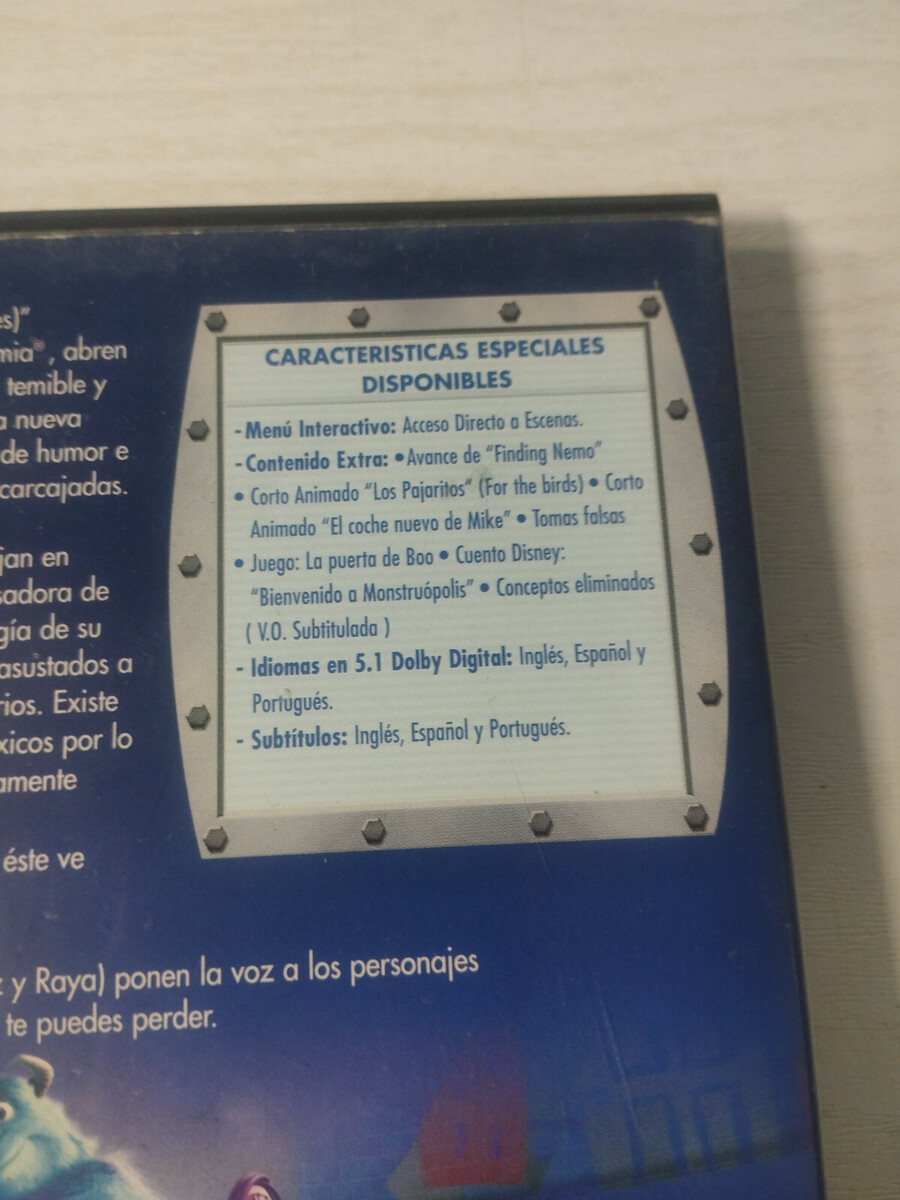 es)"
mia®, abren
temible y
a nueva
de humor e
carcajadas.
jan en
sadora de
gía de su
asustados a
rios. Existe
xicos por lo
amente
éste ve
z y Raya) ponen la voz a los personajes
te puedes perder.
CARACTERISTICAS ESPECIALES
DISPONIBLES
- Menú Interactivo: Acceso Directo a Escenas.
- Contenido Extra: • Avance de "Finding Nemo"
• Corto Animado "Los Pajaritos" (For the birds) • Corto
Animado "El coche nuevo de Mike" • Tomas falsas
• Juego: La puerta de Boo • Cuento Disney:
"Bienvenido a Monstruópolis" • Conceptos eliminados
( V.O. Subtitulada )
- Idiomas en 5.1 Dolby Digital: Inglés, Español y
Portugués.
- Subtítulos: Inglés, Español y Portugués.